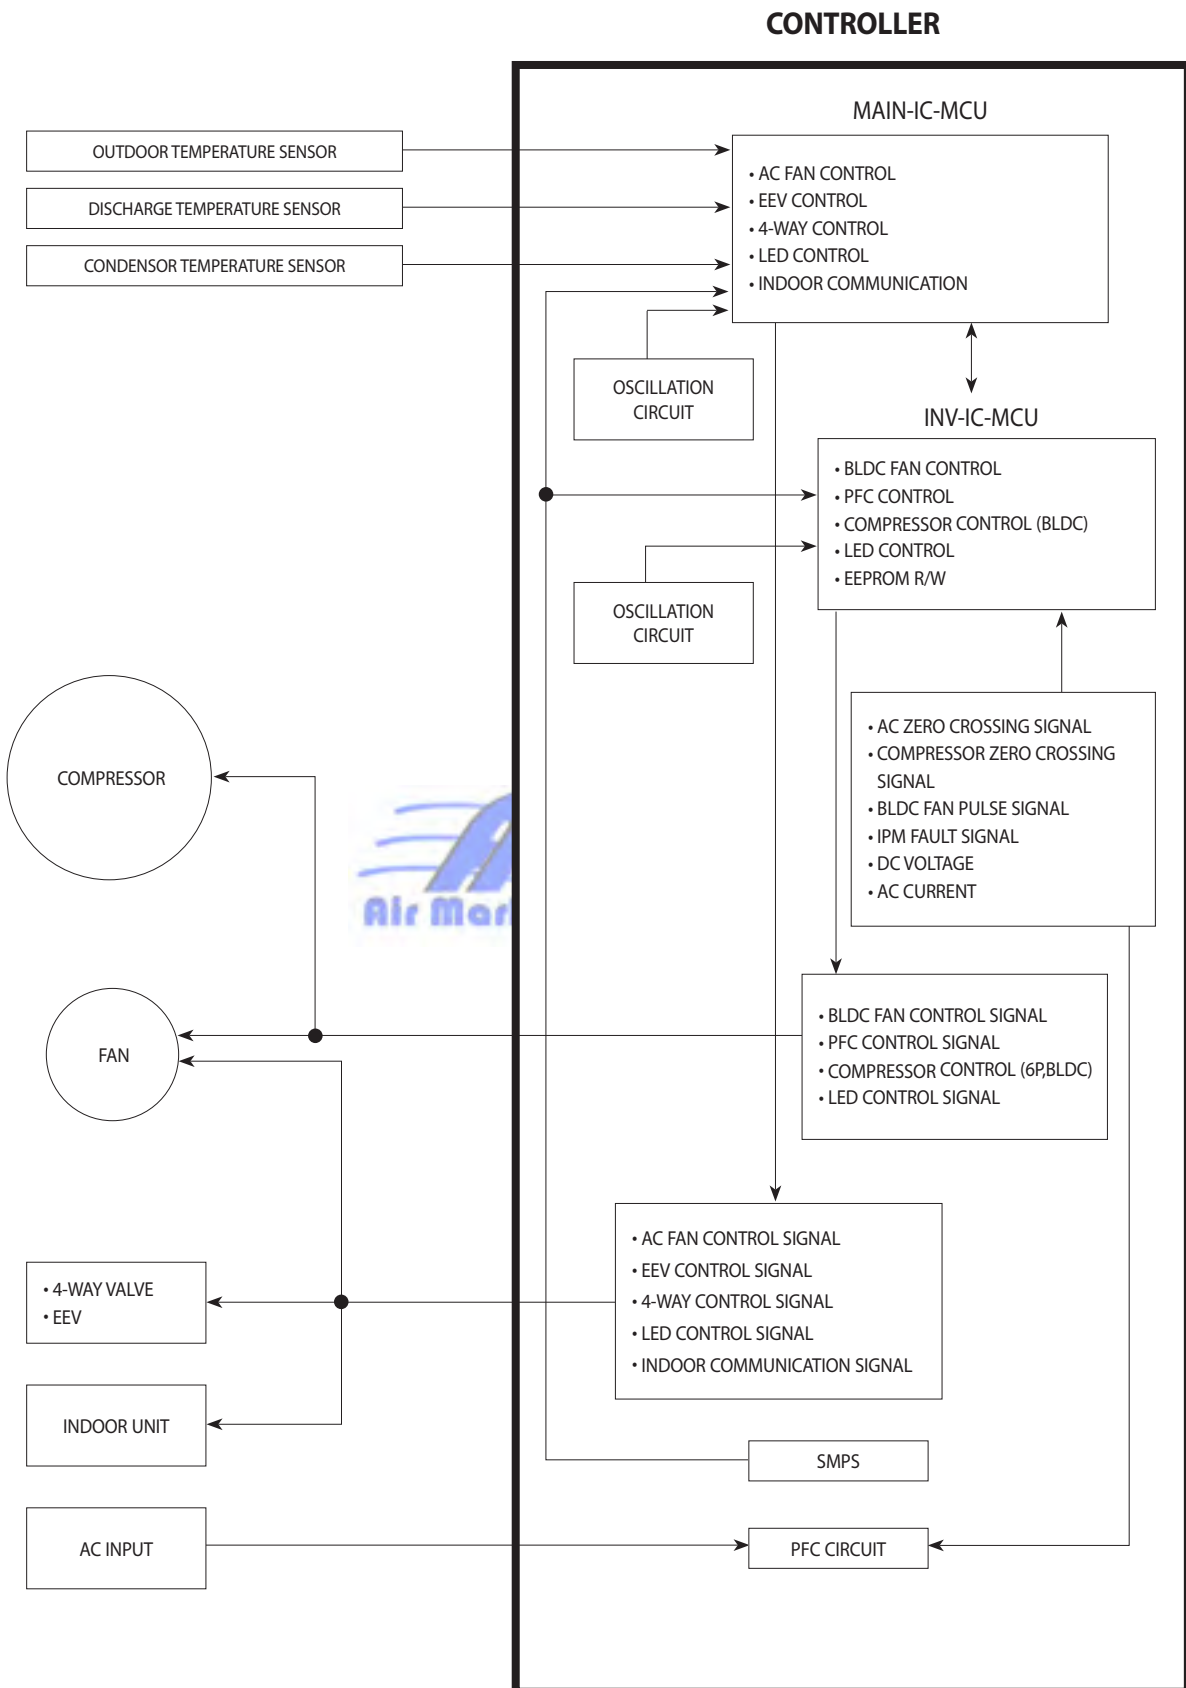 CONTROLLER
MAIN-IC-MCU
OUTDOOR TEMPERATURE SENSOR
DISCHARGE TEMPERATURE SENSOR
CONDENSOR TEMPERATURE SENSOR
• AC FAN CONTROL
• EEV CONTROL
• 4-WAY CONTROL
• LED CONTROL
• INDOOR COMMUNICATION
OSCILLATION
CIRCUIT
INV-IC-MCU
• BLDC FAN CONTROL
• PFC CONTROL
• COMPRESSOR CONTROL (BLDC)
• LED CONTROL
• EEPROM R/W
OSCILLATION
CIRCUIT
• AC ZERO CROSSING SIGNAL
• COMPRESSOR ZERO CROSSING
SIGNAL
• BLDC FAN PULSE SIGNAL
• IPM FAULT SIGNAL
• DC VOLTAGE
• AC CURRENT
COMPRESSOR
Air Mar
FAN
• BLDC FAN CONTROL SIGNAL
• PFC CONTROL SIGNAL
• COMPRESSOR CONTROL (6P,BLDC)
• LED CONTROL SIGNAL
• AC FAN CONTROL SIGNAL
• EEV CONTROL SIGNAL
• 4-WAY CONTROL SIGNAL
• LED CONTROL SIGNAL
• INDOOR COMMUNICATION SIGNAL
• 4-WAY VALVE
• EEV
INDOOR UNIT
SMPS
AC INPUT
PFC CIRCUIT